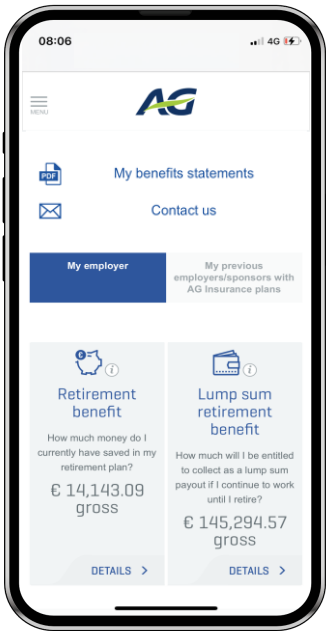 08:06
4G
MENU
AG
PDF
My benefits statements
Contact us
My employer
My previous
employers/sponsors with
AG Insurance plans
€
i
Retirement
benefit
How much money do I
currently have saved in my
retirement plan?
€ 14,143.09
gross
DETAILS >
i
Lump sum
retirement
benefit
How much will I be entitled
to collect as a lump sum
payout if I continue to work
until I retire?
€ 145,294.57
gross
DETAILS >